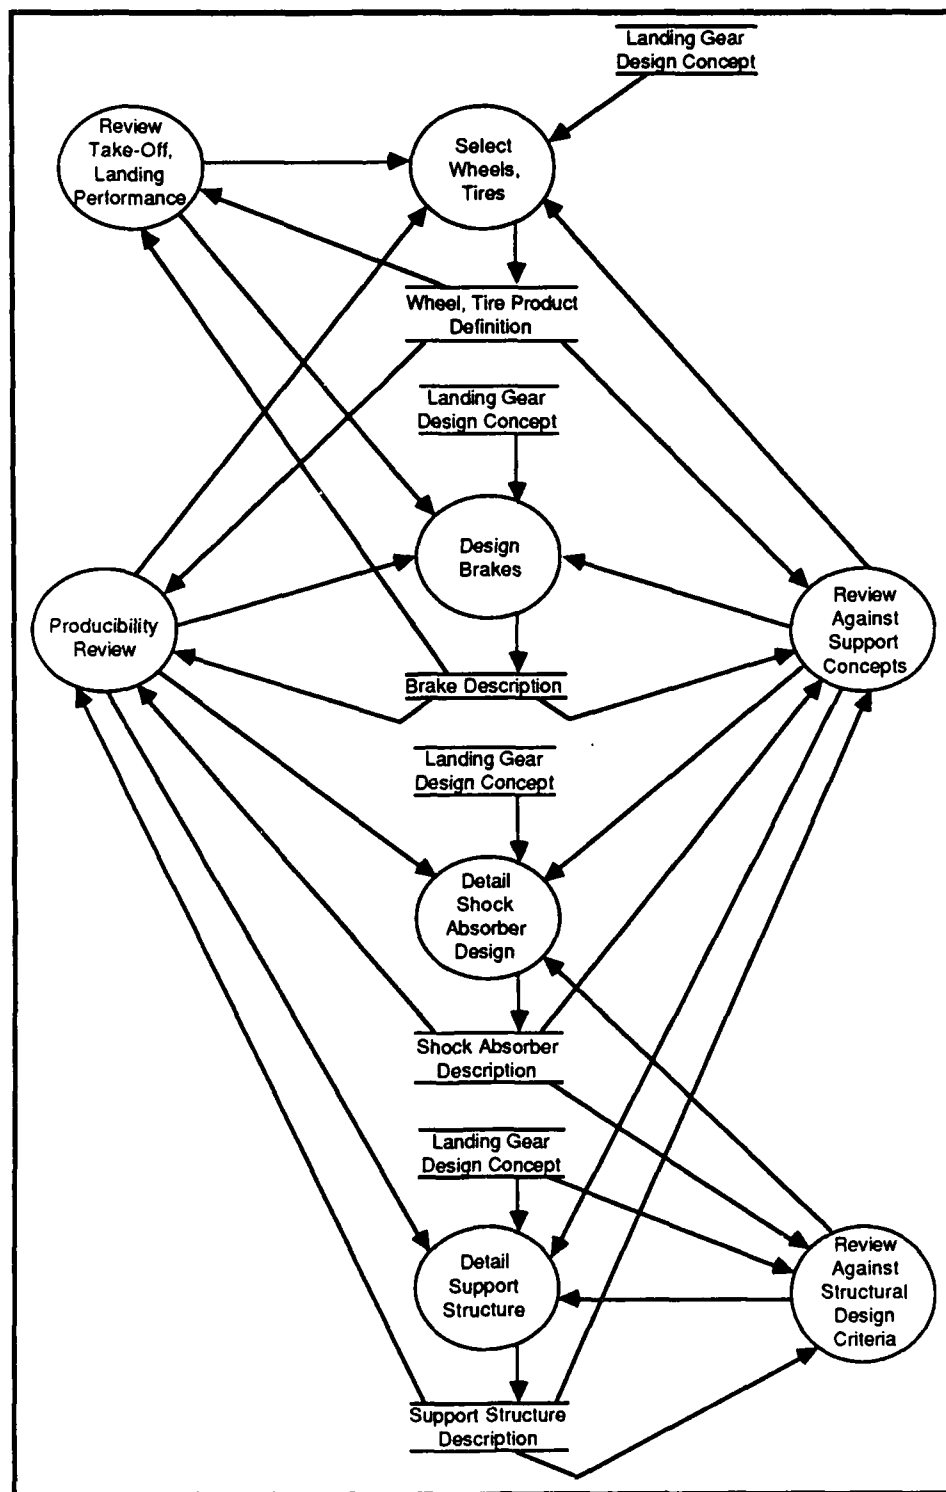 Landing Gear
Design Concept
Review
Take-Off,
Landing
Performance
Select
Wheels,
Tires
Wheel, Tire Product
Definition
Landing Gear
Design Concept
Design
Brakes
Producibility
Review
Review
Against
Support
Concepts
Brake Description
Landing Gear
Design Concept
Detail
Shock
Absorber
Design
Shock Absorber
Description
Landing Gear
Design Concept
Detail
Support
Structure
Review
Against
Structural
Design
Criteria
Support Structure
Description